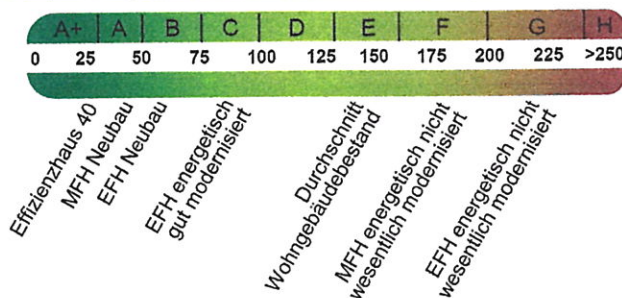 A+ A B C D E F G H
0 25 50 75 100 125 150 175 200 225 >250
Effizienzhaus 40
MFH Neubau
EFH Neubau
EFH energetisch
gut modernisiert
Durchschnitt
Wohngebäudebestand
MFH energetisch nicht
wesentlich modernisiert
EFH energetisch nicht
wesentlich modernisiert